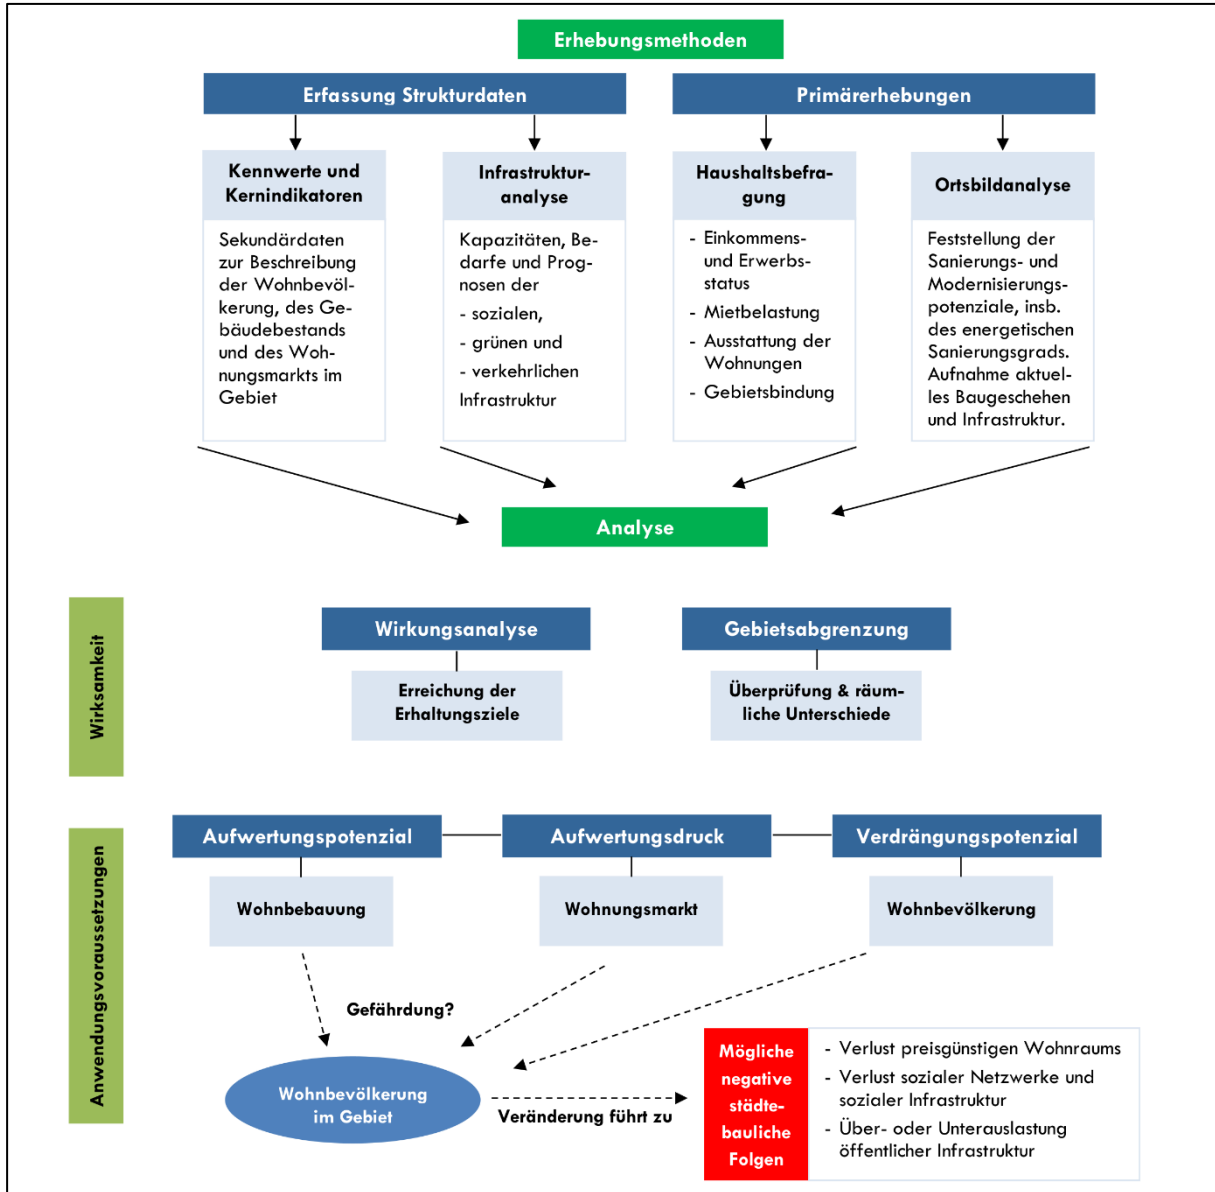 Erhebungsmethoden
Erfassung Strukturdaten
Primärerhebungen
Kennwerte und
Kernindikatoren
Sekundärdaten
zur Beschreibung
der Wohnbevöl-
kerung, des Ge-
bäudebestands
und des Woh-
nungsmarkts im
Gebiet
Infrastruktur-
analyse
Kapazitäten, Be-
darfe und Prog-
nosen der
- sozialen,
- grünen und
- verkehrlichen
Infrastruktur
Haushaltsbefra-
gung
- Einkommens-
und Erwerbs-
status
- Mietbelastung
- Ausstattung der
Wohnungen
- Gebietsbindung
Ortsbildanalyse
Feststellung der
Sanierungs- und
Modernisierungs-
potenziale, insb.
des energetischen
Sanierungsgrads.
Aufnahme aktuel-
les Baugeschehen
und Infrastruktur.
Analyse
Wirksamkeit
Wirkungsanalyse
Erreichung der
Erhaltungsziele
Gebietsabgrenzung
Überprüfung & räum-
liche Unterschiede
Anwendungsvoraussetzungen
Aufwertungspotenzial
Aufwertungsdruck
Verdrängungspotenzial
Wohnbebauung
Wohnungsmarkt
Wohnbevölkerung
Gefährdung?
Wohnbevölkerung
im Gebiet
Veränderung führt zu
Mögliche
negative
städte-
bauliche
Folgen
- Verlust preisgünstigen Wohnraums
- Verlust sozialer Netzwerke und
sozialer Infrastruktur
- Über- oder Unterauslastung
öffentlicher Infrastruktur